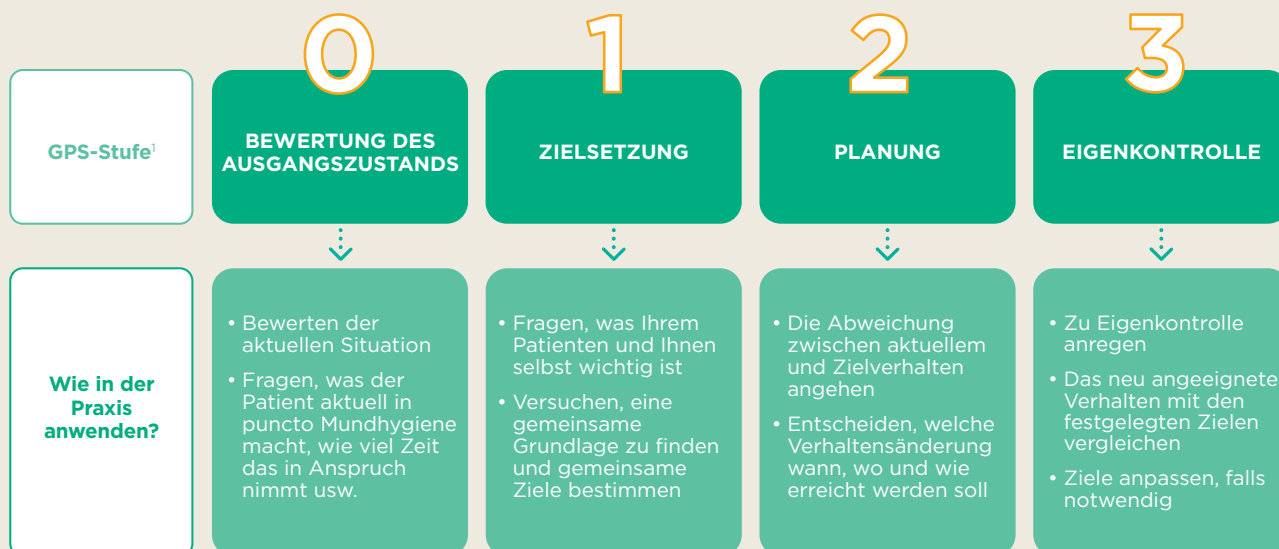 0
1
2
3
GPS-Stufe¹
BEWERTUNG DES
AUSGANGSZUSTANDS
ZIELSETZUNG
PLANUNG
EIGENKONTROLLE
Wie in der
Praxis
anwenden?
• Bewerten der
aktuellen Situation
• Fragen, was der
Patient aktuell in
puncto Mundhygiene
macht, wie viel Zeit
das in Anspruch
nimmt usw.
• Fragen, was Ihrem
Patienten und Ihnen
selbst wichtig ist
• Versuchen, eine
gemeinsame
Grundlage zu finden
und gemeinsame
Ziele bestimmen
• Die Abweichung
zwischen aktuellem
und Zielverhalten
angehen
• Entscheiden, welche
Verhaltensänderung
wann, wo und wie
erreicht werden soll
• Zu Eigenkontrolle
anregen
• Das neu angeeignete
Verhalten mit den
festgelegten Zielen
vergleichen
• Ziele anpassen, falls
notwendig